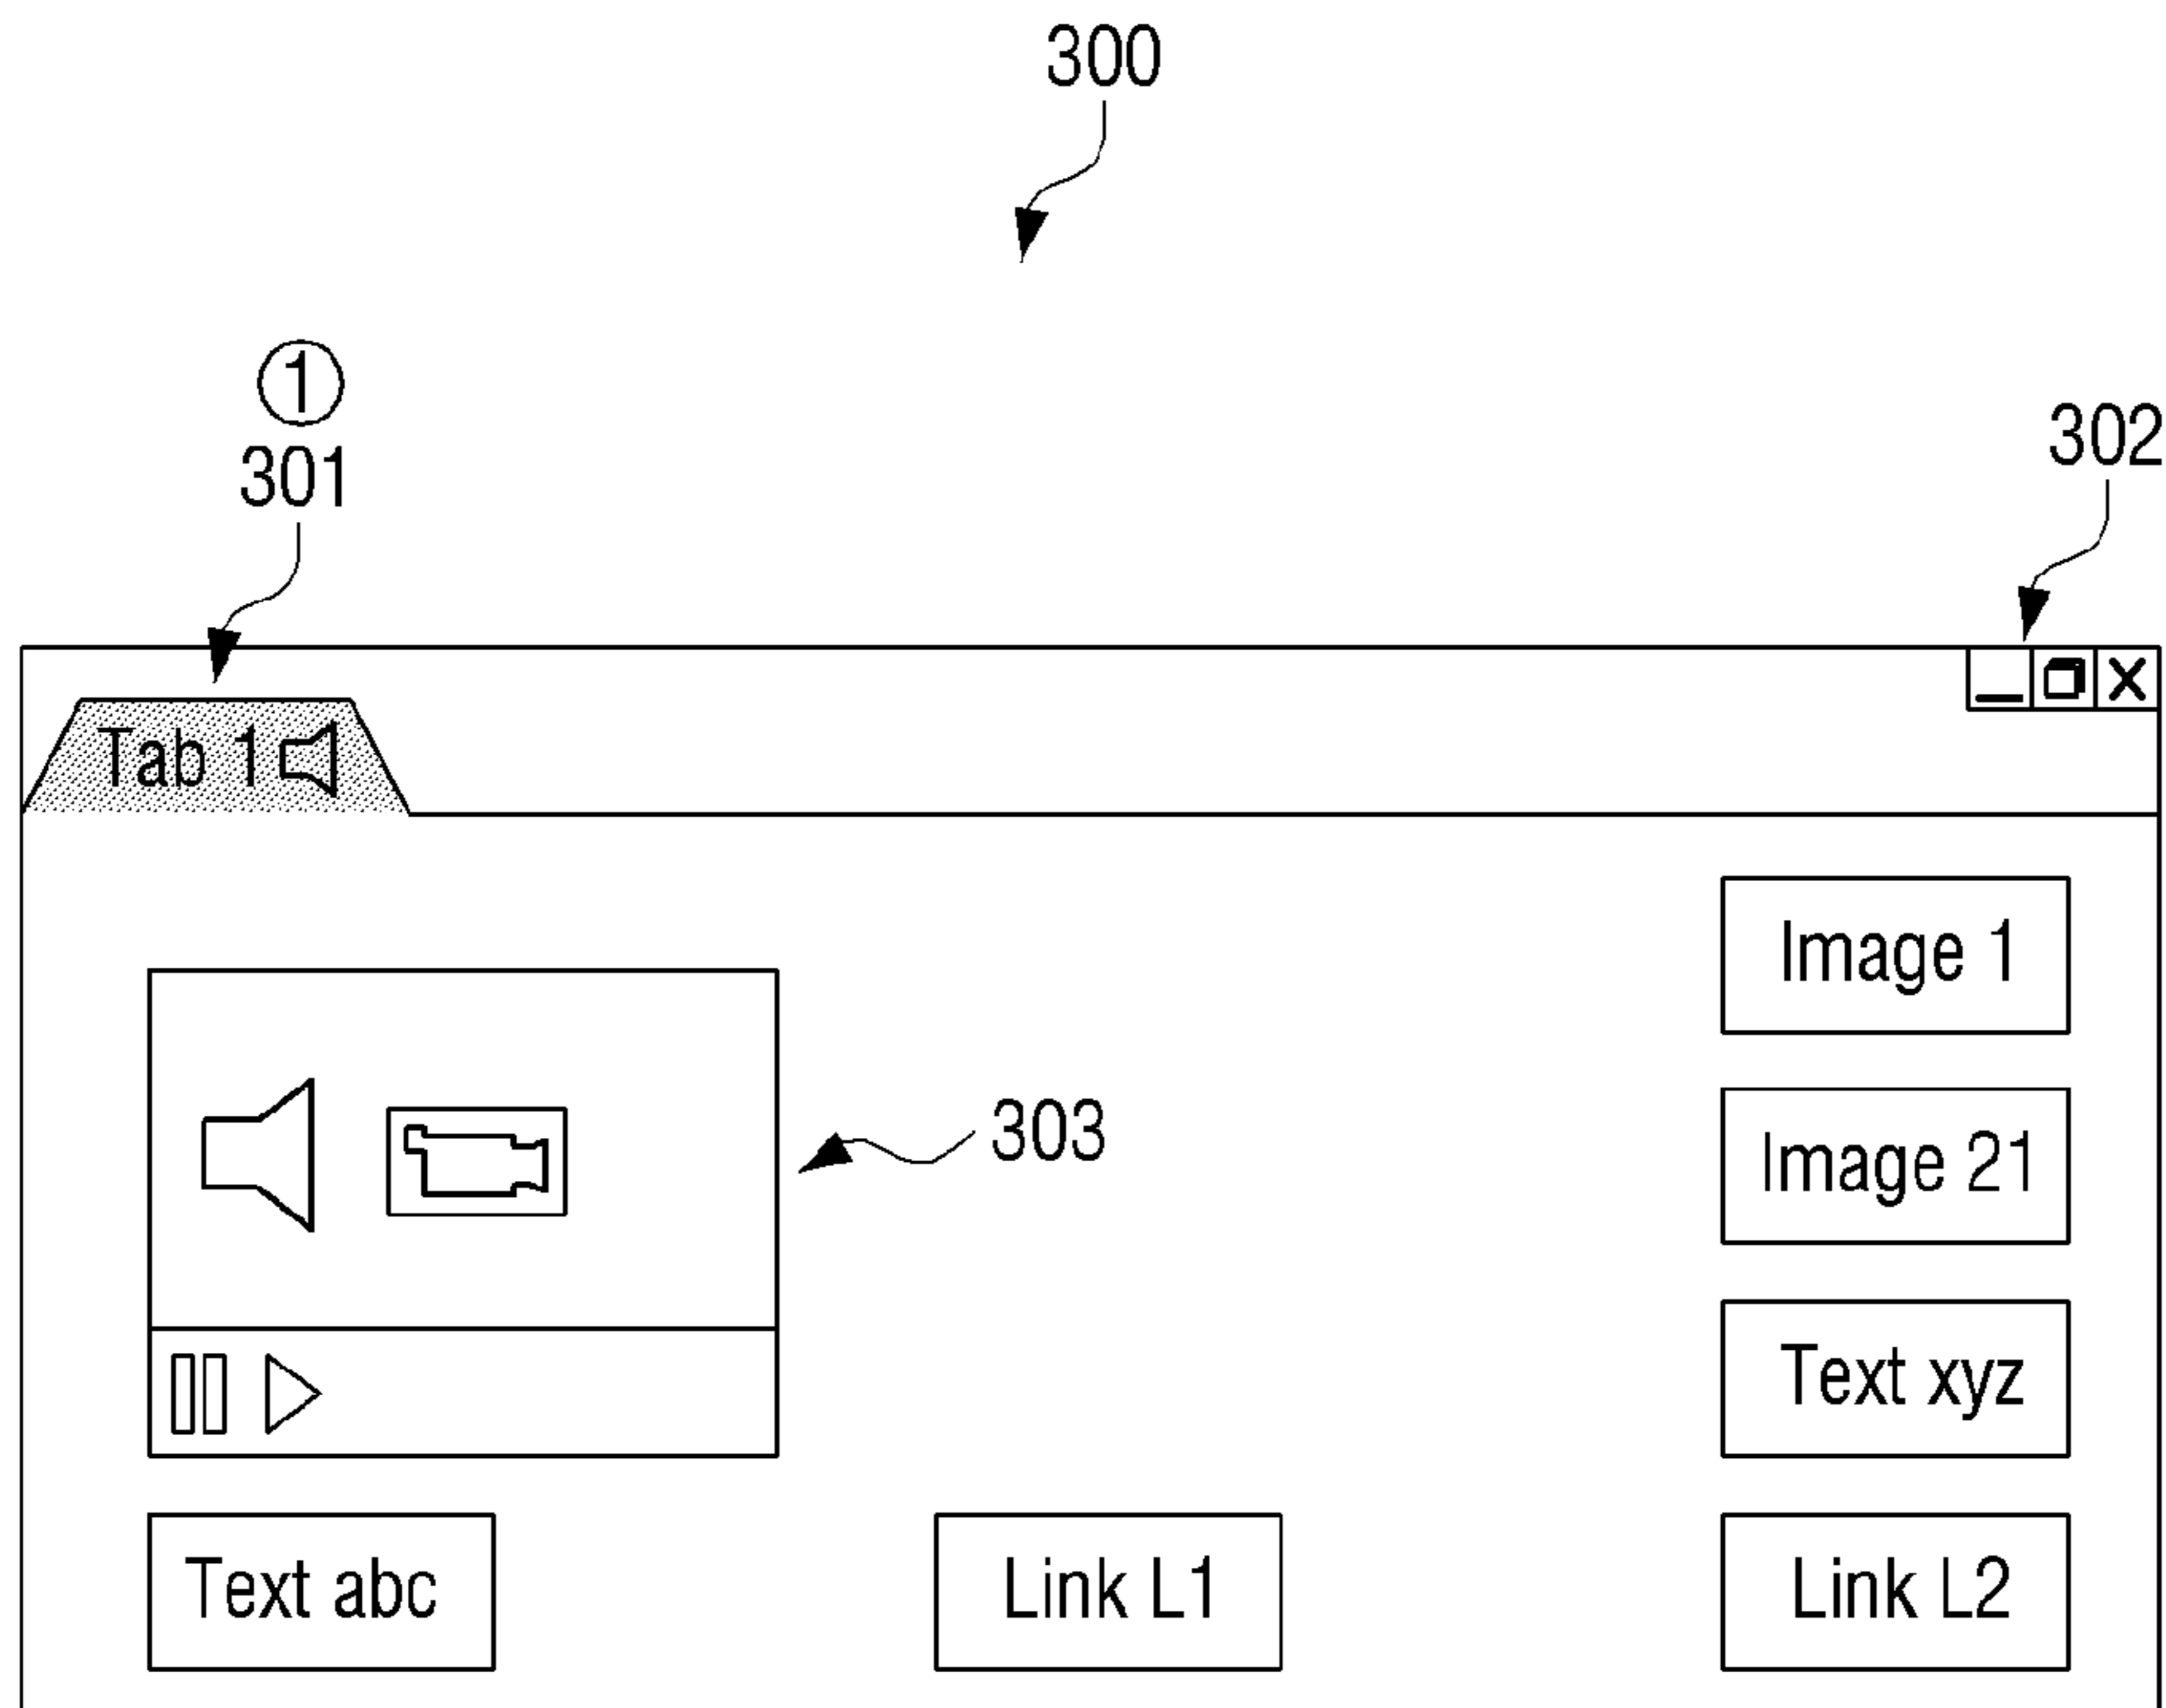 300
①
301
302
Tab 1
Image 1
303
Image 21
Text xyz
Text abc
Link L1
Link L2